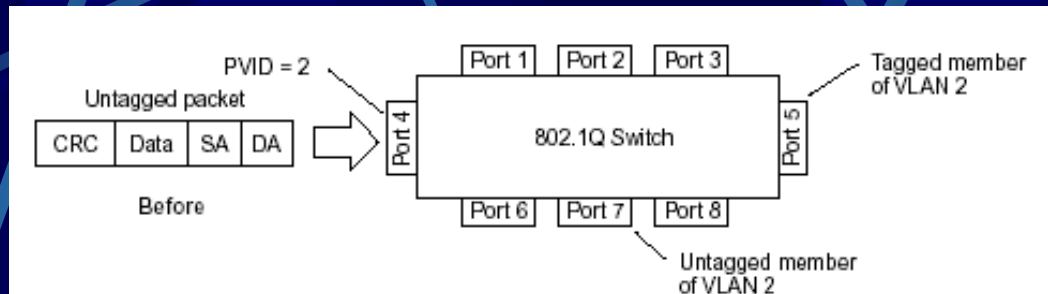 PVID = 2
Port 1
Port 2
Port 3
Tagged member
of VLAN 2
Untagged packet
CRC
Data
SA
DA
Port 4
802.1Q Switch
Port 5
Before
Port 6
Port 7
Port 8
Untagged member
of VLAN 2